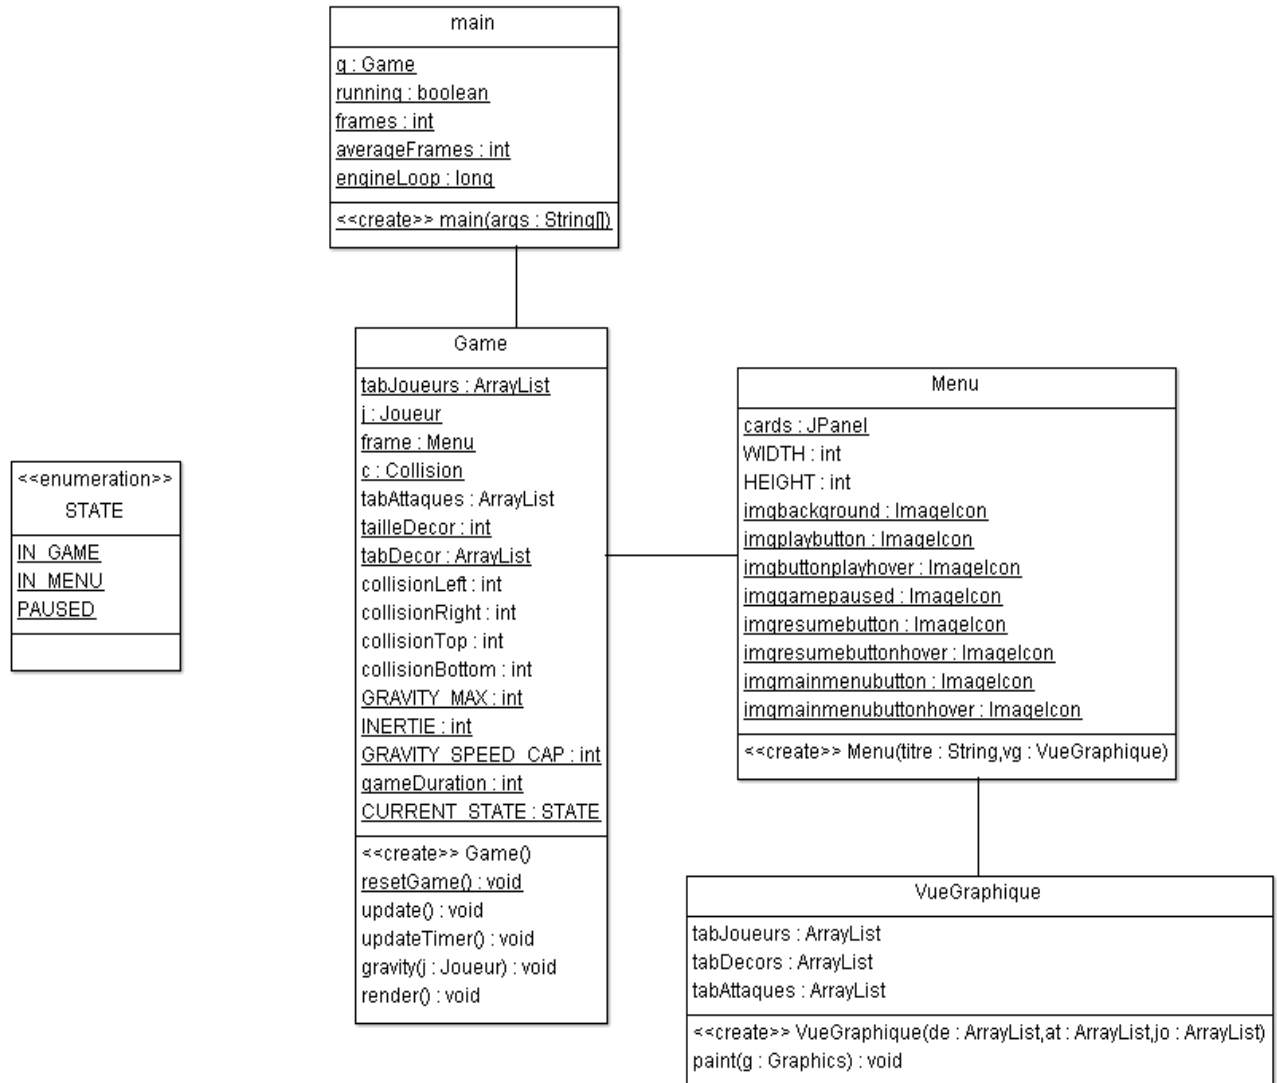 main
g : Game
running : boolean
frames : int
averageFrames : int
engineLoop : long
<<create>> main(args : String[])
Game
tabJoueurs : ArrayList
j : Joueur
frame : Menu
c : Collision
tabAttaques : ArrayList
tailleDecor : int
tabDecor : ArrayList
collisionLeft : int
collisionRight : int
collisionTop : int
collisionBottom : int
GRAVITY_MAX : int
INERTIE : int
GRAVITY_SPEED_CAP : int
gameDuration : int
CURRENT_STATE : STATE
<<create>> Game()
resetGame() : void
update() : void
updateTimer() : void
gravity(j : Joueur) : void
render() : void
<<enumeration>>
STATE
IN_GAME
IN_MENU
PAUSED
Menu
cards : JPanel
WIDTH : int
HEIGHT : int
imgbackground : ImageIcon
imgplaybutton : ImageIcon
imgbuttonplayhover : ImageIcon
imggamepaused : ImageIcon
imgresumebutton : ImageIcon
imgresumebuttonhover : ImageIcon
imgmainmenubutton : ImageIcon
imgmainmenubuttonhover : ImageIcon
<<create>> Menu(titre : String,vg : VueGraphique)
VueGraphique
tabJoueurs : ArrayList
tabDecors : ArrayList
tabAttaques : ArrayList
<<create>> VueGraphique(de : ArrayList,at : ArrayList,jo : ArrayList)
paint(g : Graphics) : void